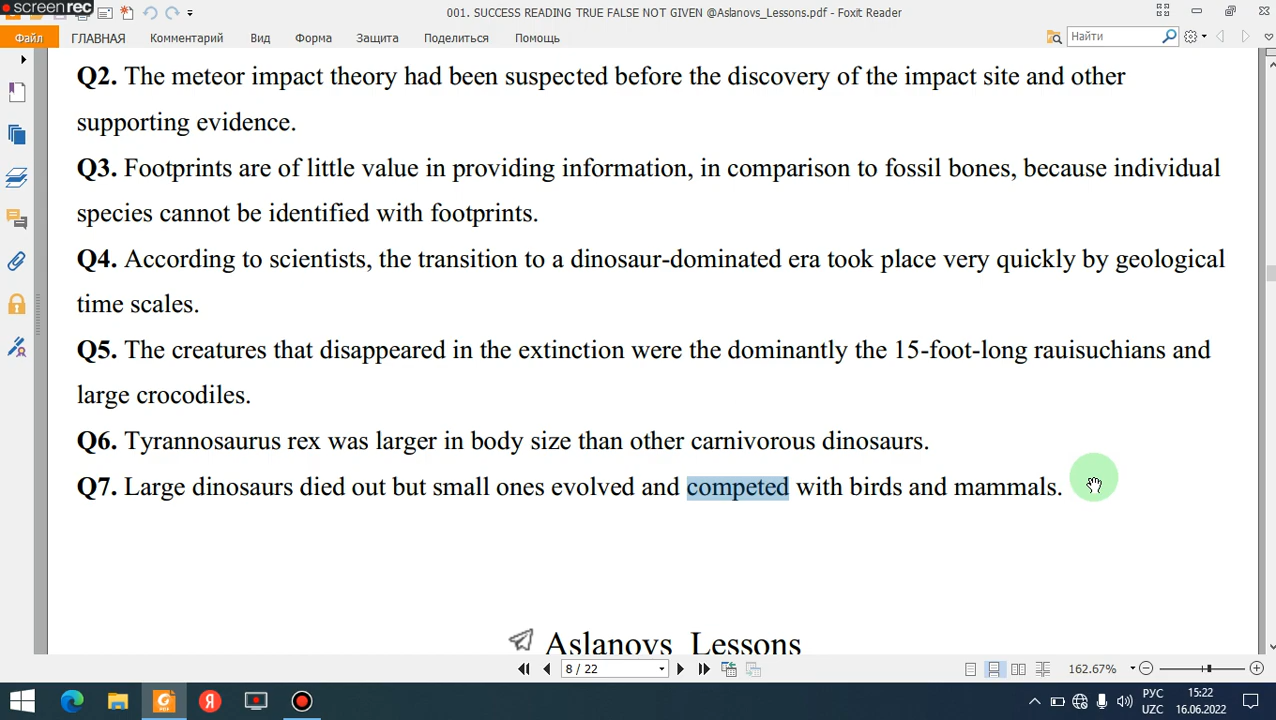 screenrec
001. SUCCESS READING TRUE FALSE NOT GIVEN @Aslanovs_Lessons.pdf - Foxit Reader
Файл ГЛАВНАЯ Комментарий Вид Форма Защита Поделиться Помощь Найти
Q2. The meteor impact theory had been suspected before the discovery of the impact site and other
supporting evidence.
Q3. Footprints are of little value in providing information, in comparison to fossil bones, because individual
species cannot be identified with footprints.
Q4. According to scientists, the transition to a dinosaur-dominated era took place very quickly by geological
time scales.
Q5. The creatures that disappeared in the extinction were the dominantly the 15-foot-long rauisuchians and
large crocodiles.
Q6. Tyrannosaurus rex was larger in body size than other carnivorous dinosaurs.
Q7. Large dinosaurs died out but small ones evolved and competed with birds and mammals.
Aslanovs_Lessons
8 / 22 162.67%
РУС 15:22
UZC 16.06.2022